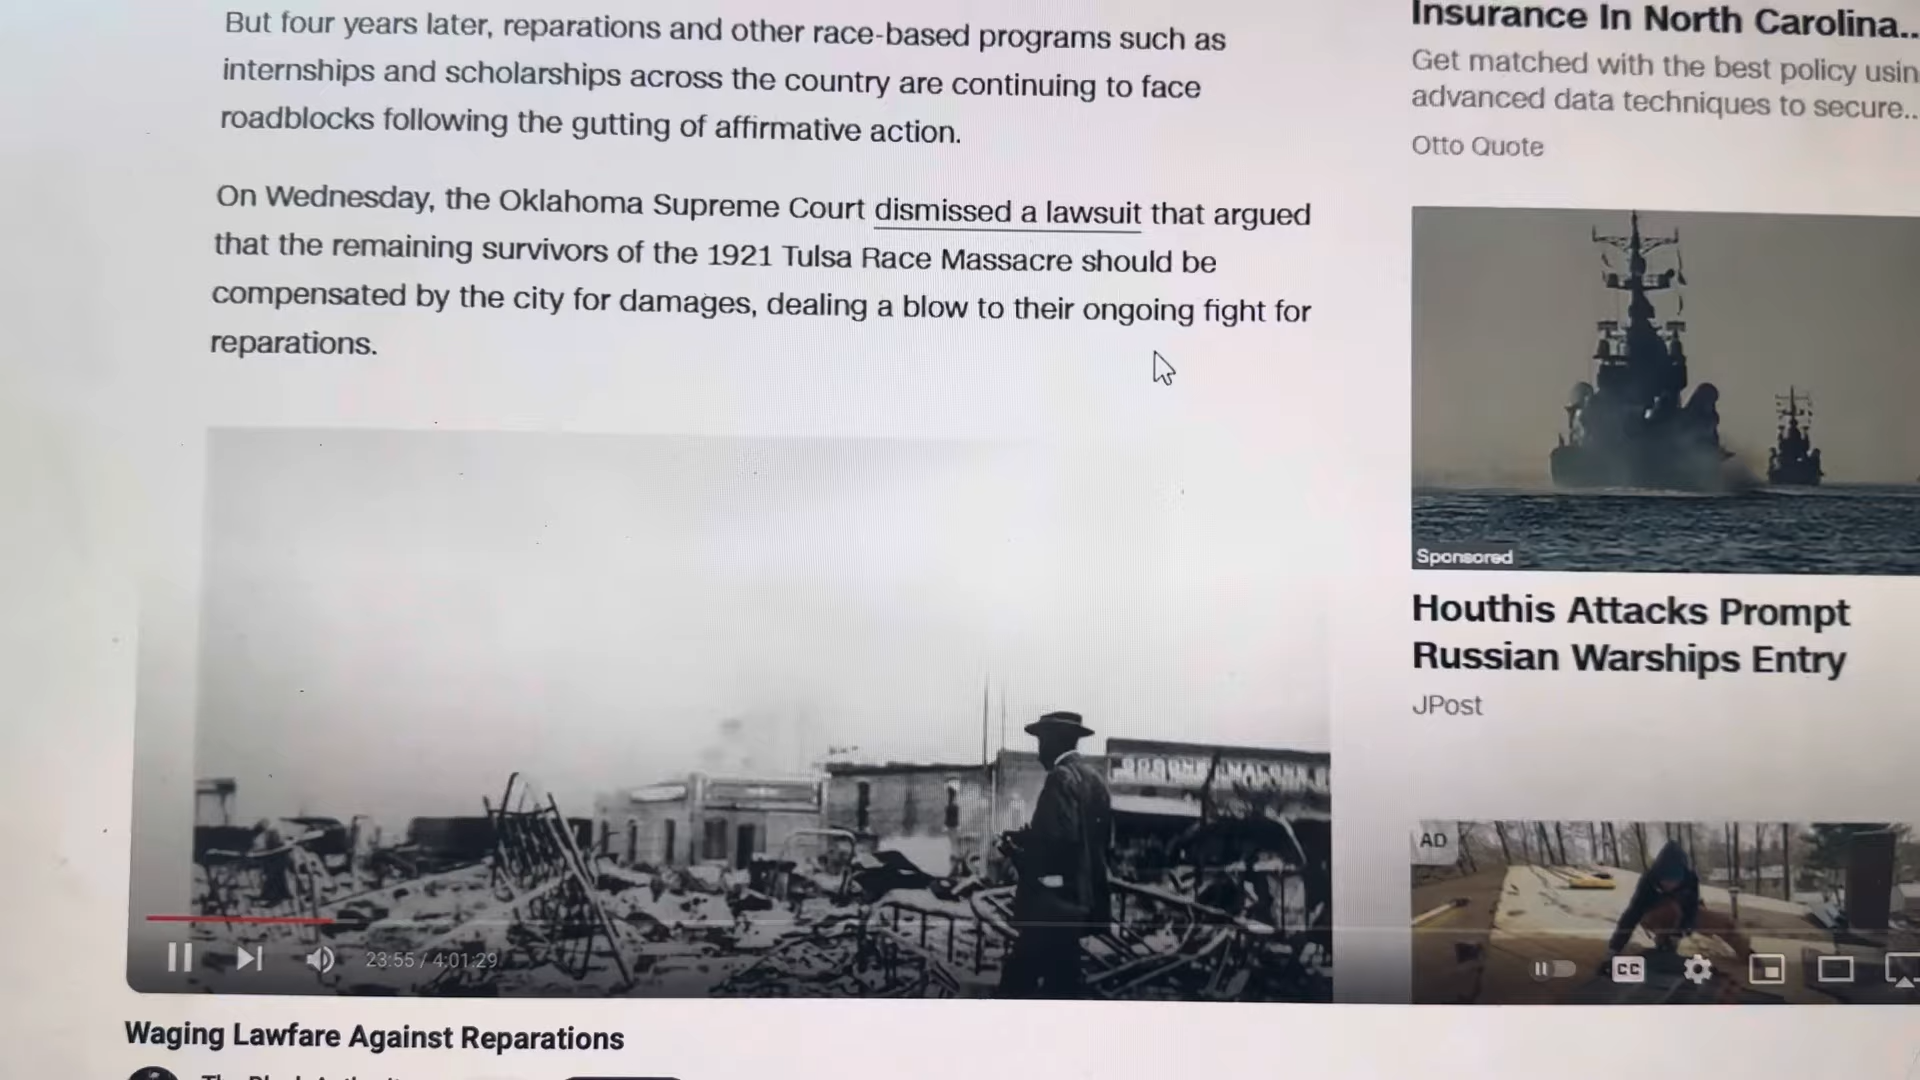 But four years later, reparations and other race-based programs such as
internships and scholarships across the country are continuing to face
roadblocks following the gutting of affirmative action.
On Wednesday, the Oklahoma Supreme Court dismissed a lawsuit that argued
that the remaining survivors of the 1921 Tulsa Race Massacre should be
compensated by the city for damages, dealing a blow to their ongoing fight for
reparations.
Insurance In North Carolina...
Get matched with the best policy usin
advanced data techniques to secure...
Otto Quote
Sponsored
Houthis Attacks Prompt
Russian Warships Entry
JPost
AD
23:55 / 4:01:29
CC
Waging Lawfare Against Reparations